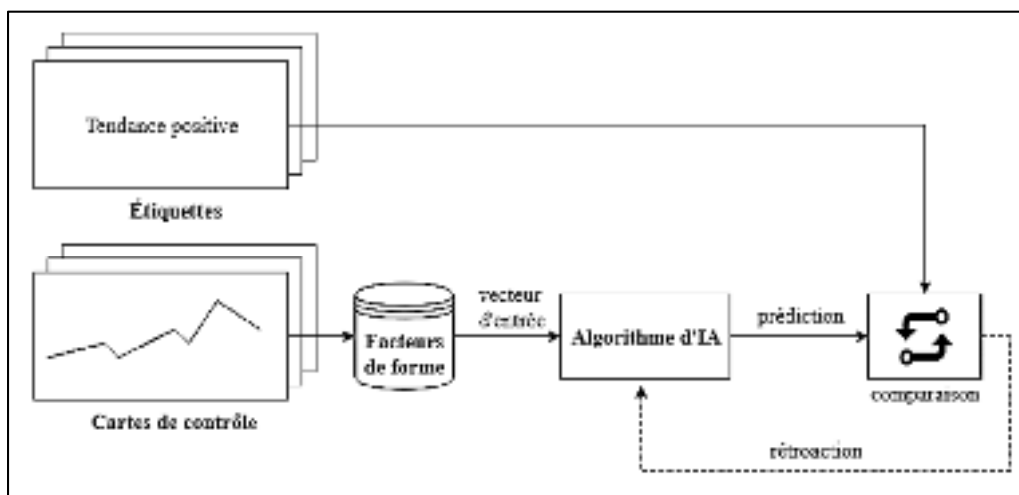 Tendance positive
Étiquettes
Cartes de contrôle
Facteurs
de forme
vecteur
d'entrée
Algorithme d'IA
prédiction
comparaison
rétroaction